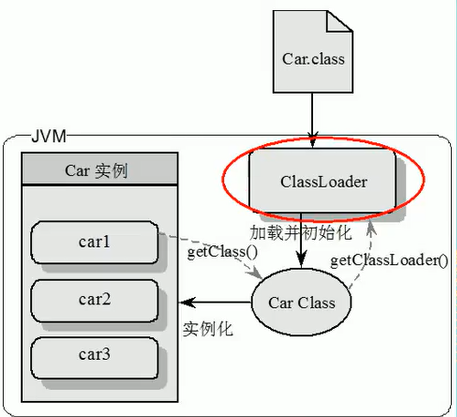 Car.class
JVM
Car 实例
ClassLoader
加载并初始化
car1
getClass()
getClassLoader()
car2
Car Class
实例化
car3